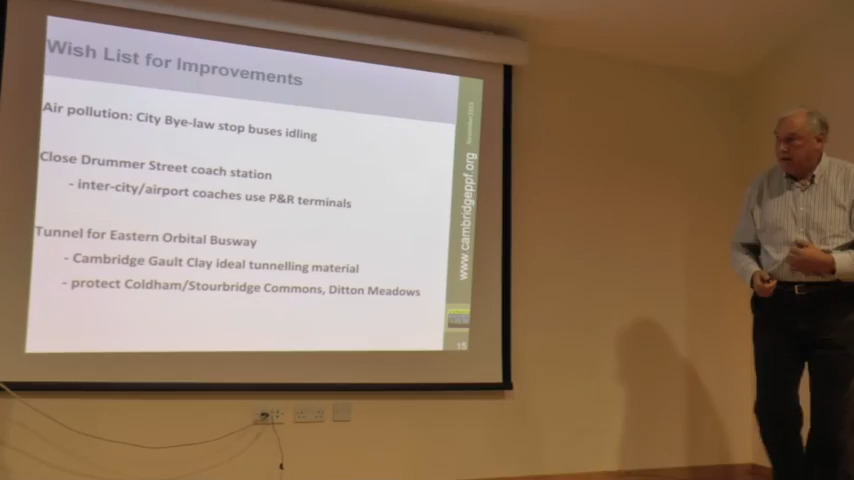 Wish List for Improvements
Air pollution: City Bye-law stop buses idling
Close Drummer Street coach station
- inter-city/airport coaches use P&R terminals
Tunnel for Eastern Orbital Busway
- Cambridge Gault Clay ideal tunnelling material
- protect Coldham/Stourbridge Commons, Ditton Meadows
www.cambridgeppf.org
15